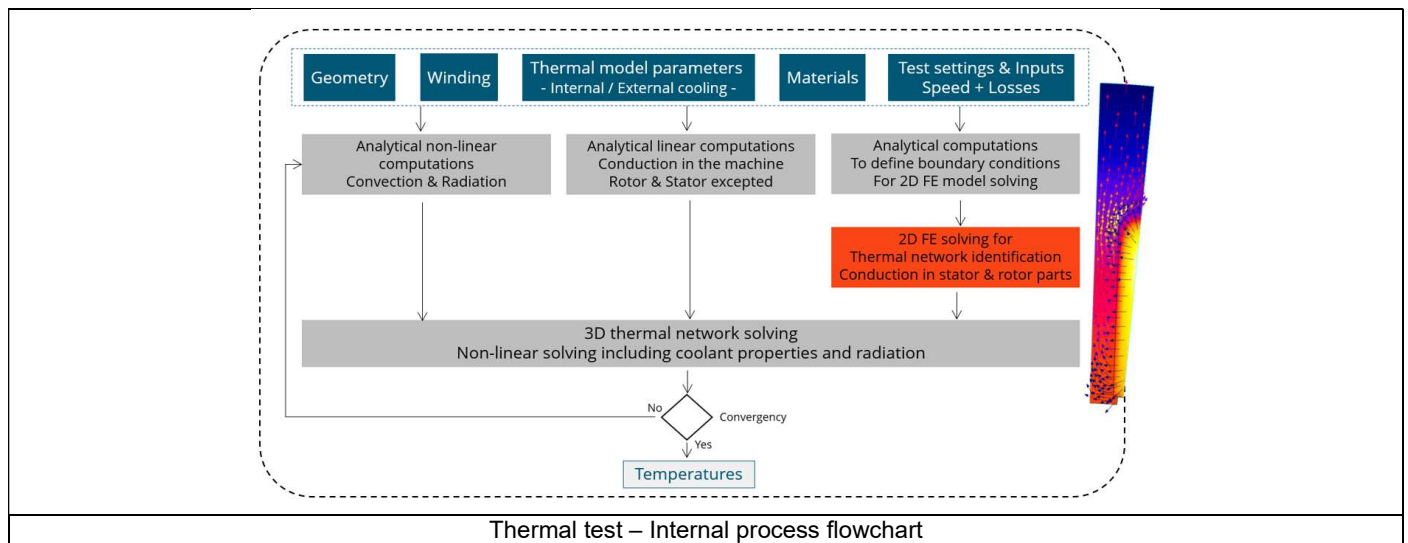 Geometry
Winding
Thermal model parameters
- Internal / External cooling -
Materials
Test settings & Inputs
Speed + Losses
Analytical non-linear
computations
Convection & Radiation
Analytical linear computations
Conduction in the machine
Rotor & Stator excepted
Analytical computations
To define boundary conditions
For 2D FE model solving
2D FE solving for
Thermal network identification
Conduction in stator & rotor parts
3D thermal network solving
Non-linear solving including coolant properties and radiation
No
Convergency
Yes
Temperatures
Thermal test – Internal process flowchart